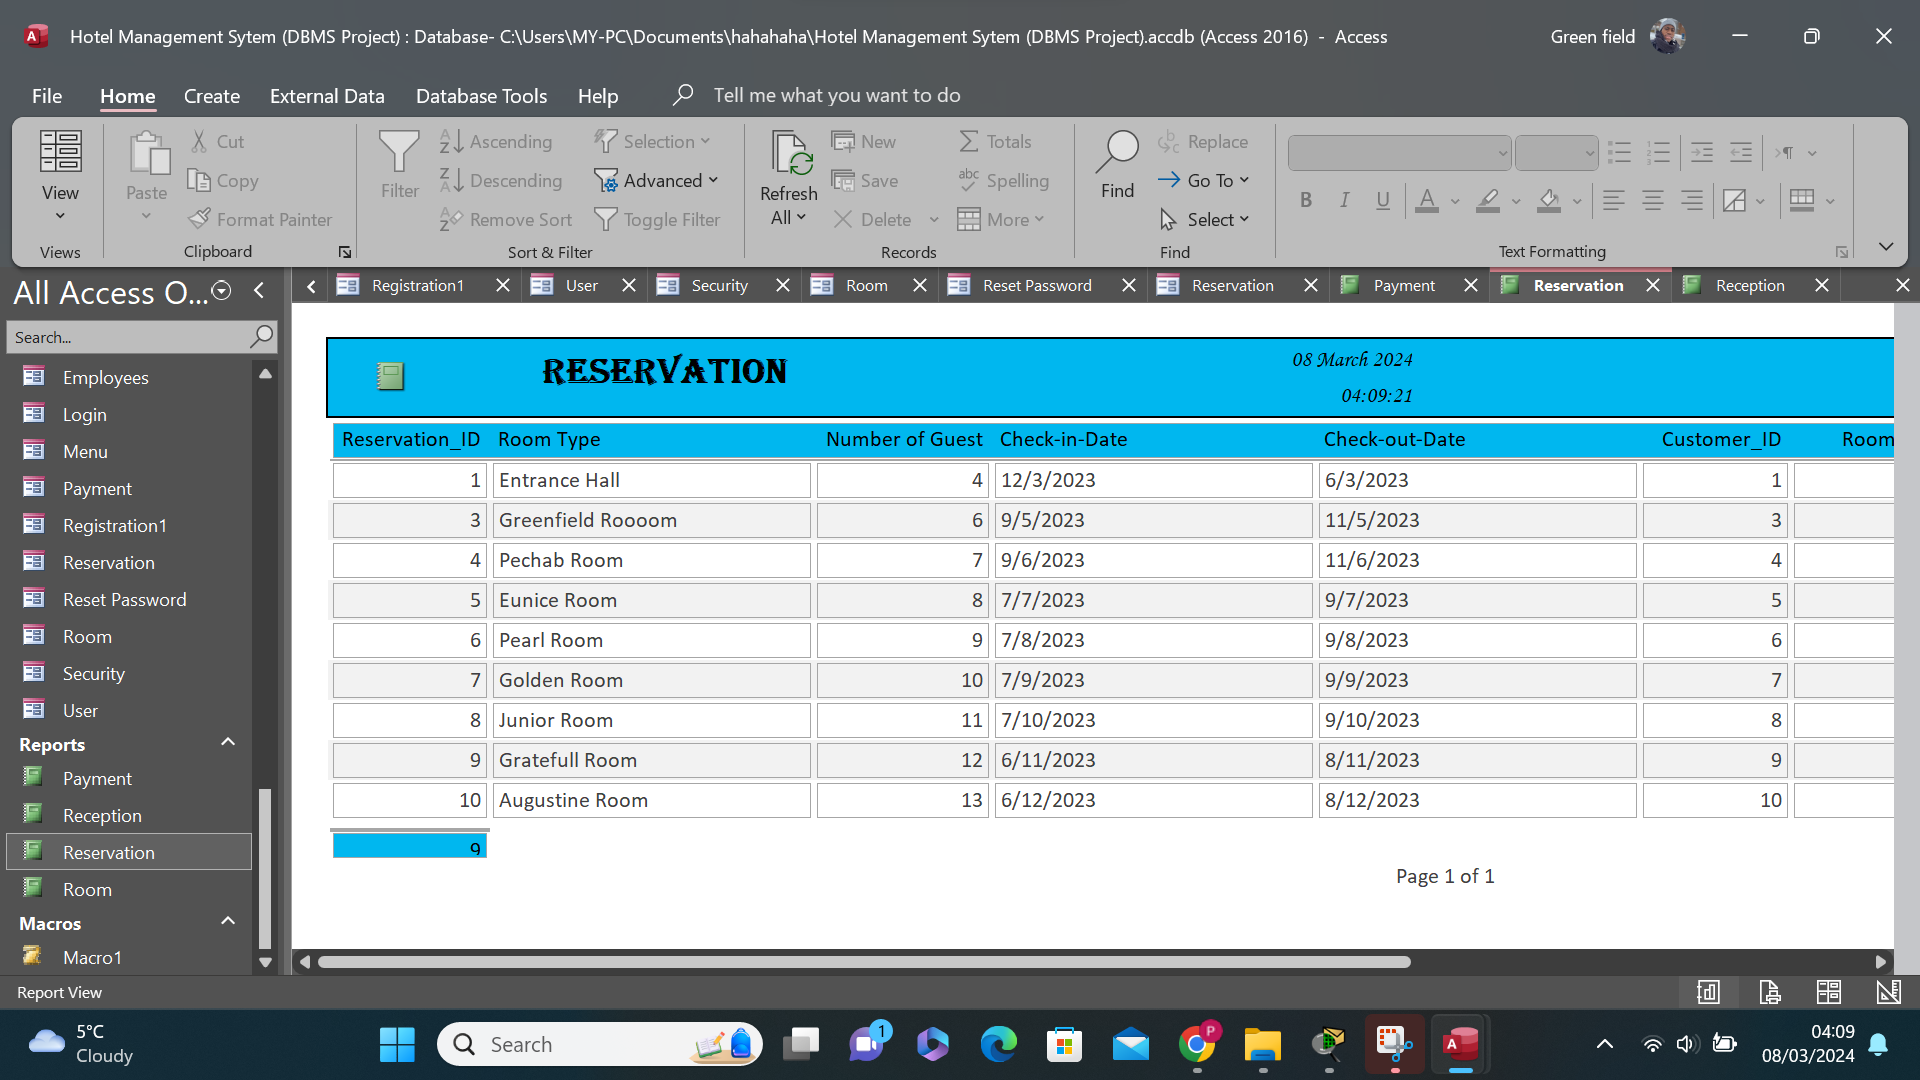 Hotel Management Sytem (DBMS Project) : Database- C:\Users\MY-PC\Documents\hahahaha\Hotel Management Sytem (DBMS Project).accdb (Access 2016) - Access
Green field
File Home Create External Data Database Tools Help Tell me what you want to do
View
Views
Paste
Cut
Copy
Format Painter
Clipboard
Filter
Ascending
Descending
Remove Sort
Selection
Advanced
Toggle Filter
Sort & Filter
Refresh All
New
Save
Delete
Totals
Spelling
More
Records
Find
Replace
Go To
Select
Find
B I U A
Text Formatting
All Access O...
Search...
Employees
Login
Menu
Payment
Registration1
Reservation
Reset Password
Room
Security
User
Reports
Payment
Reception
Reservation
Room
Macros
Macro1
Registration1 User Security Room Reset Password Reservation Payment Reservation Reception
RESERVATION
08 March 2024
04:09:21
Reservation_ID Room Type Number of Guest Check-in-Date Check-out-Date Customer_ID Room
1 Entrance Hall 4 12/3/2023 6/3/2023 1
3 Greenfield Roooom 6 9/5/2023 11/5/2023 3
4 Pechab Room 7 9/6/2023 11/6/2023 4
5 Eunice Room 8 7/7/2023 9/7/2023 5
6 Pearl Room 9 7/8/2023 9/8/2023 6
7 Golden Room 10 7/9/2023 9/9/2023 7
8 Junior Room 11 7/10/2023 9/10/2023 8
9 Gratefull Room 12 6/11/2023 8/11/2023 9
10 Augustine Room 13 6/12/2023 8/12/2023 10
9
Page 1 of 1
Report View
5°C
Cloudy
Search
1
P
04:09
08/03/2024